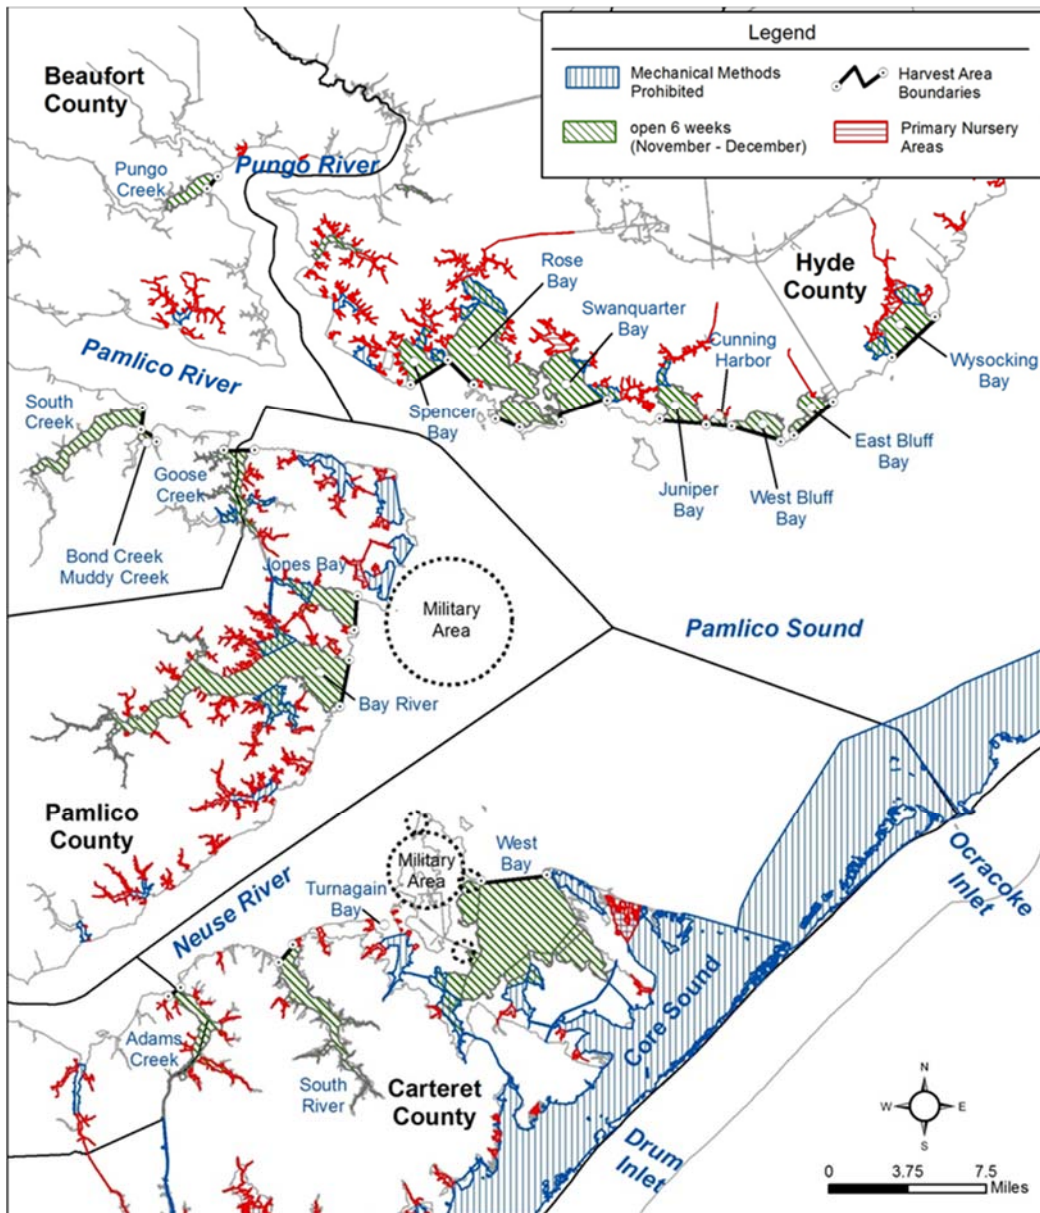 Legend
Mechanical Methods
Prohibited
Harvest Area
Boundaries
open 6 weeks
(November - December)
Primary Nursery
Areas
Beaufort
County
Pungo
Creek
Pungo River
Rose
Bay
Hyde
County
Swanquarter
Bay
Cunning
Harbor
Wysocking
Bay
Pamlico River
South
Creek
Spencer
Bay
East Bluff
Bay
Goose
Creek
Juniper
Bay
West Bluff
Bay
Bond Creek
Muddy Creek
Jones Bay
Military
Area
Pamlico Sound
Bay River
Pamlico
County
West
Bay
Military
Area
Turnagain
Bay
Neuse River
Ocracoke
Inlet
Core Sound
Adams
Creek
South
River
Carteret
County
Drum
Inlet
N
W
E
S
0
3.75
7.5
Miles